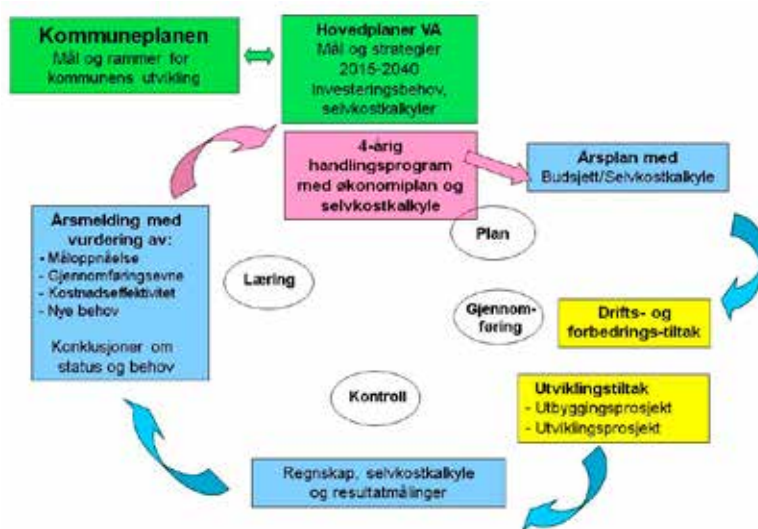 Kommuneplanen
Mål og rammer for
kommunens utvikling
Hovedplaner VA
Mål og strategier
2015-2040
Investeringsbehov,
selvkostkalkyler
4-årig
handlingsprogram
med økonomiplan og
selvkostkalkyle
Årsplan med
Budsjett/Selvkostkalkyle
Plan
Årsmelding med
vurdering av:
- Måloppnåelse
- Gjennomføringsevne
- Kostnadseffektivitet
- Nye behov
Konklusjoner om
status og behov
Læring
Gjennom-
føring
Drifts- og
forbedrings-tiltak
Kontroll
Utviklingstiltak
- Utbyggingsprosjekt
- Utviklingsprosjekt
Regnskap, selvkostkalkyle
og resultatmålinger